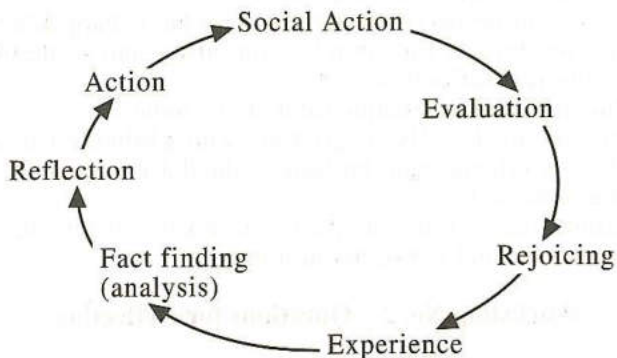 Social Action
Action
Evaluation
Reflection
Fact finding
(analysis)
Rejoicing
Experience